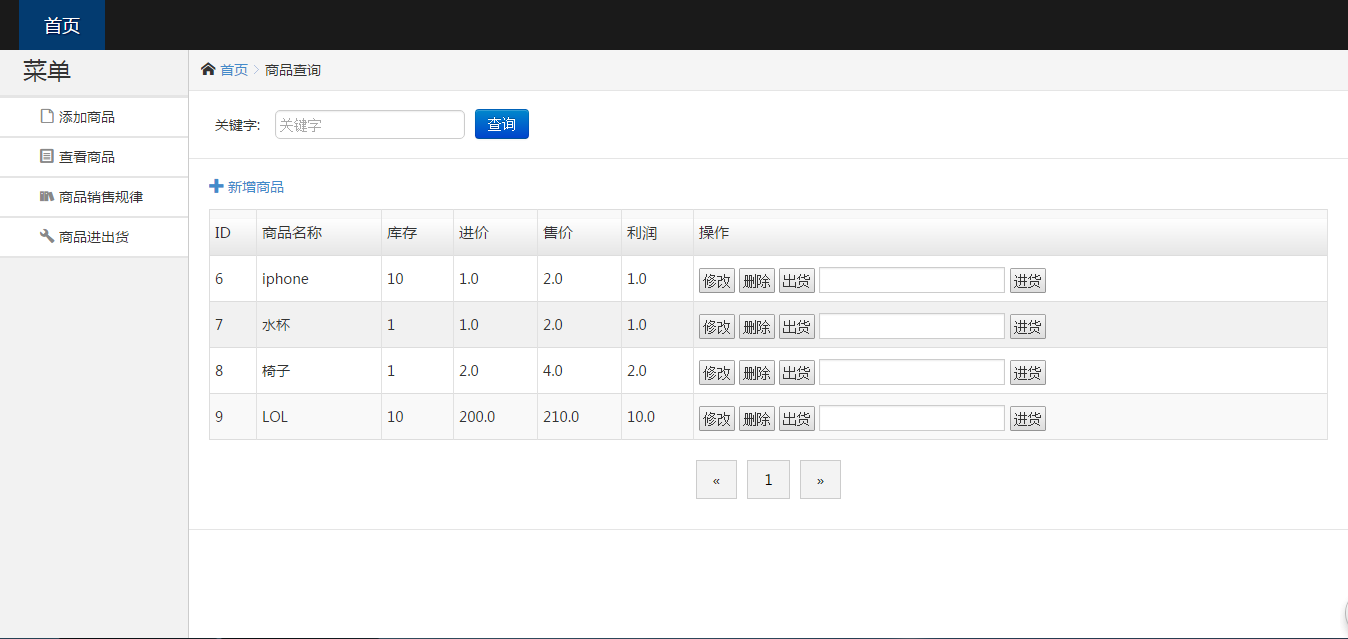 首页
菜单
添加商品
查看商品
商品销售规律
商品进出货
首页 > 商品查询
关键字: 关键字 查询
新增商品
ID 商品名称 库存 进价 售价 利润 操作
6 iphone 10 1.0 2.0 1.0 修改 删除 出货 进货
7 水杯 1 1.0 2.0 1.0 修改 删除 出货 进货
8 椅子 1 2.0 4.0 2.0 修改 删除 出货 进货
9 LOL 10 200.0 210.0 10.0 修改 删除 出货 进货
« 1 »